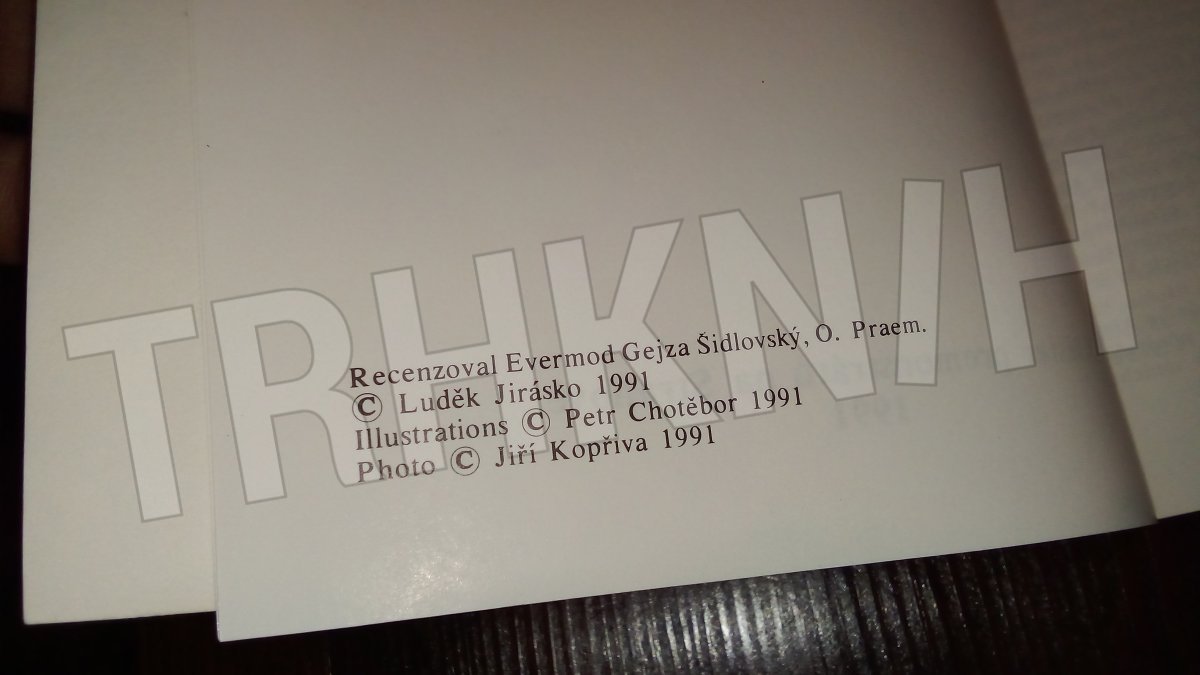 Recenzoval Evermod Gejza Šidlovský, O. Praem.
© Luděk Jirásko 1991
Illustrations © Petr Chotěbor 1991
Photo © Jiří Kopřiva 1991
TRHKNIH